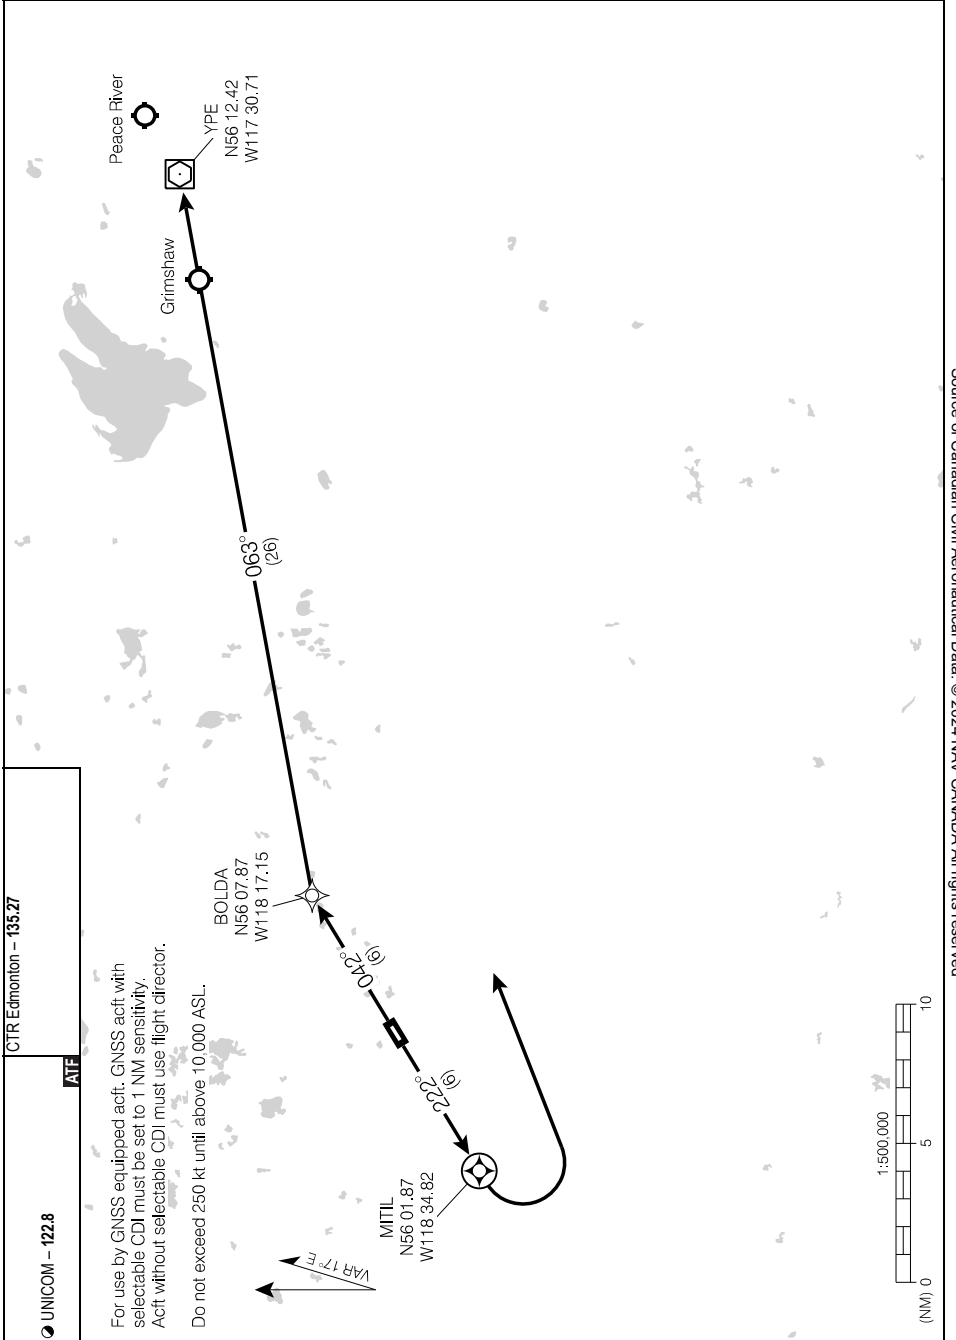 UNICOM – 122.8
ATF
CTR Edmonton – 135.27
For use by GNSS equipped acft. GNSS acft with
selectable CDI must be set to 1 NM sensitivity.
Acft without selectable CDI must use flight director.
Do not exceed 250 kt until above 10,000 ASL.
Peace River
YPE
N56 12.42
W117 30.71
Grimshaw
063°
(26)
BOLDA
N56 07.87
W118 17.15
042°
(6)
222°
(6)
MITIL
N56 01.87
W118 34.82
VAR 17° E
1:500,000
(NM) 0 5 10
Source of Canadian Civil Aeronautical Data: © 2024 NAV CANADA All rights reserved